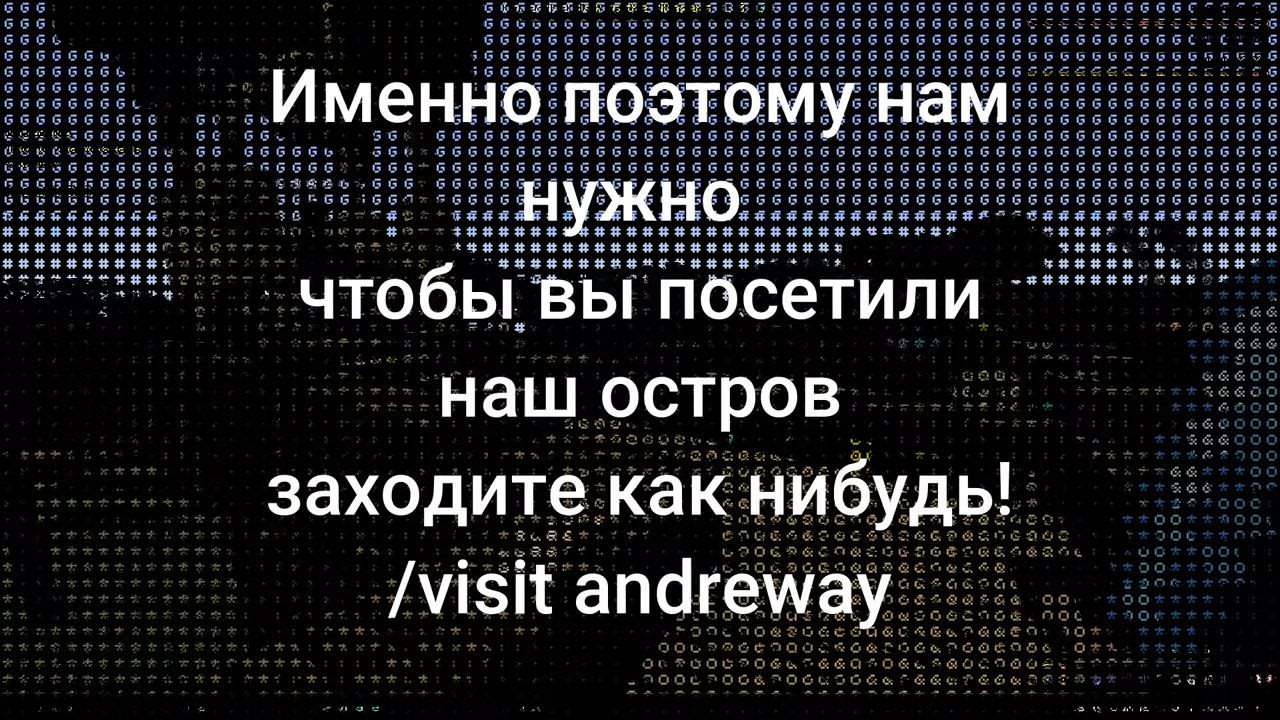 Именно поэтому нам
нужно
чтобы вы посетили
наш остров
заходите как нибудь!
/visit andreway